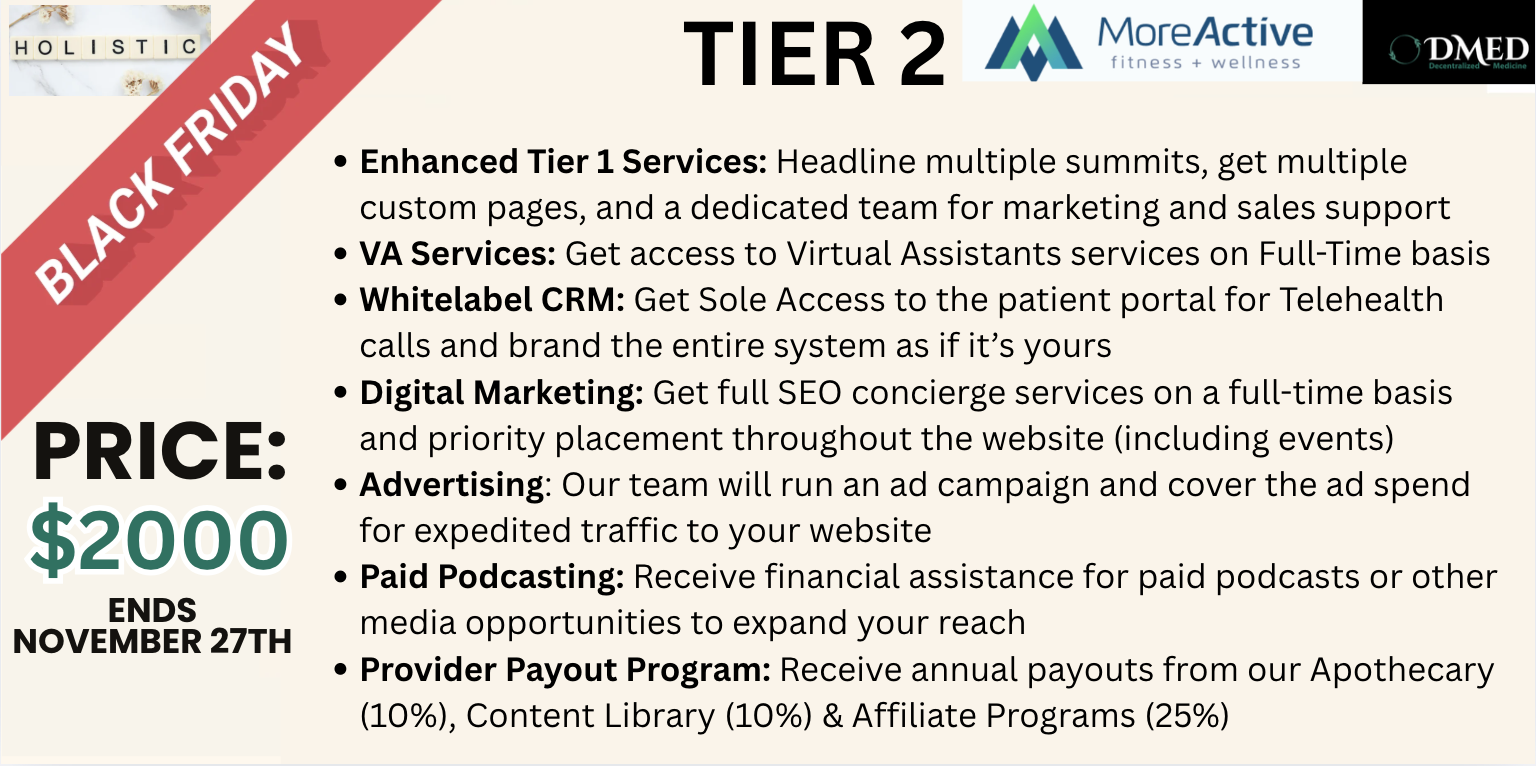 HOLISTIC
BLACK FRIDAY
TIER 2
MoreActive
fitness + wellness
DMED
Decentralized Medicine
• Enhanced Tier 1 Services: Headline multiple summits, get multiple
custom pages, and a dedicated team for marketing and sales support
• VA Services: Get access to Virtual Assistants services on Full-Time basis
• Whitelabel CRM: Get Sole Access to the patient portal for Telehealth
calls and brand the entire system as if it’s yours
• Digital Marketing: Get full SEO concierge services on a full-time basis
and priority placement throughout the website (including events)
• Advertising: Our team will run an ad campaign and cover the ad spend
for expedited traffic to your website
• Paid Podcasting: Receive financial assistance for paid podcasts or other
media opportunities to expand your reach
• Provider Payout Program: Receive annual payouts from our Apothecary
(10%), Content Library (10%) & Affiliate Programs (25%)
PRICE:
$2000
ENDS
NOVEMBER 27TH